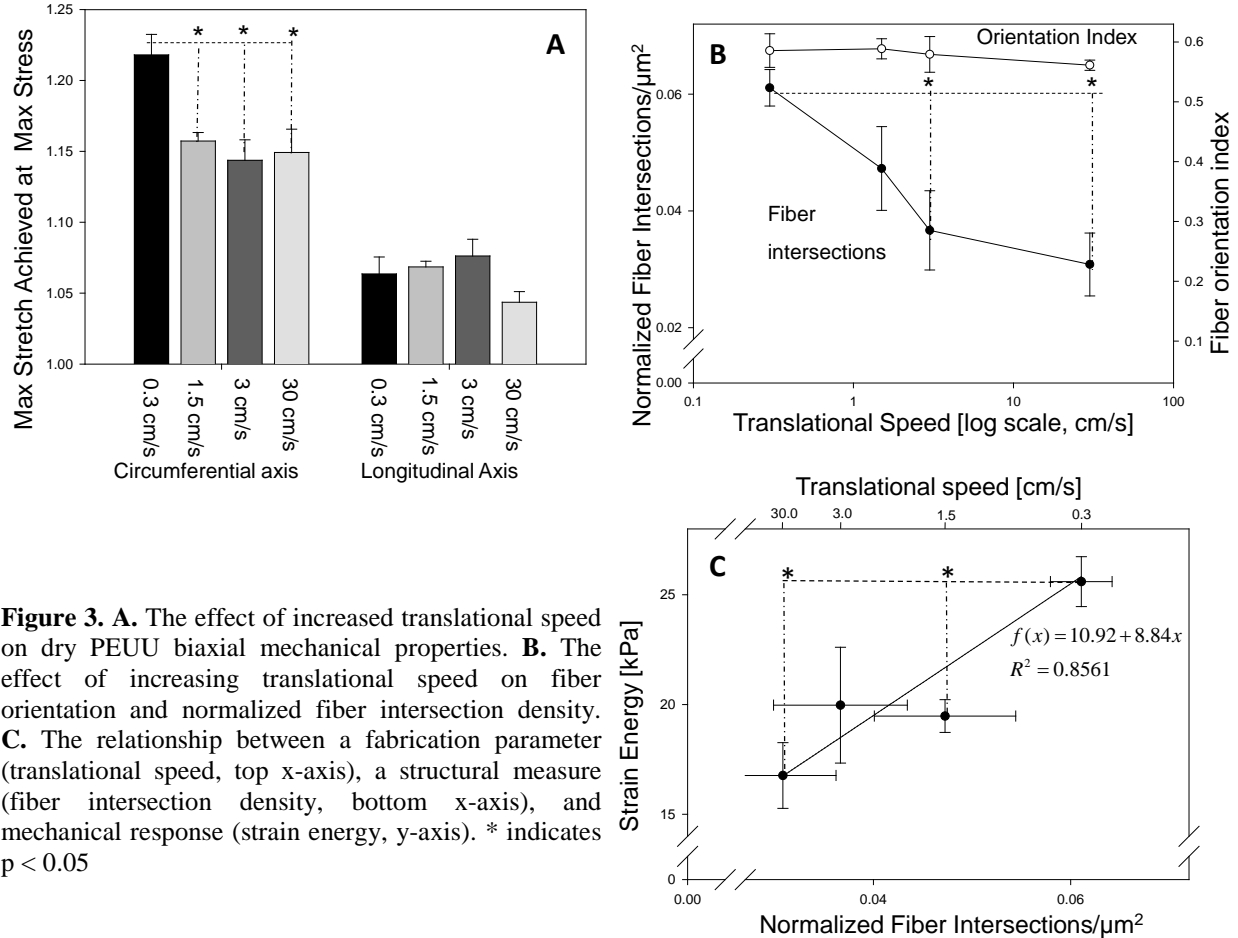 Max Stretch Achieved at Max Stress
1.25
1.20
1.15
1.10
1.05
1.00
* * *
A
0.3 cm/s
1.5 cm/s
3 cm/s
30 cm/s
0.3 cm/s
1.5 cm/s
3 cm/s
30 cm/s
Circumferential axis
Longitudinal Axis
B
Normalized Fiber Intersections/µm²
0.06
0.04
0.02
0.00
Orientation Index
* *
Fiber
intersections
0.6
0.5
0.4
0.3
0.2
0.1
Fiber orientation index
0.1 1 10 100
Translational Speed [log scale, cm/s]
Translational speed [cm/s]
30.0 3.0 1.5 0.3
C
* *
Strain Energy [kPa]
25
20
15
0
f(x) = 10.92 + 8.84x
R² = 0.8561
0.00 0.04 0.06
Normalized Fiber Intersections/µm²
Figure 3. A. The effect of increased translational speed
on dry PEUU biaxial mechanical properties. B. The
effect of increasing translational speed on fiber
orientation and normalized fiber intersection density.
C. The relationship between a fabrication parameter
(translational speed, top x-axis), a structural measure
(fiber intersection density, bottom x-axis), and
mechanical response (strain energy, y-axis). * indicates
p < 0.05